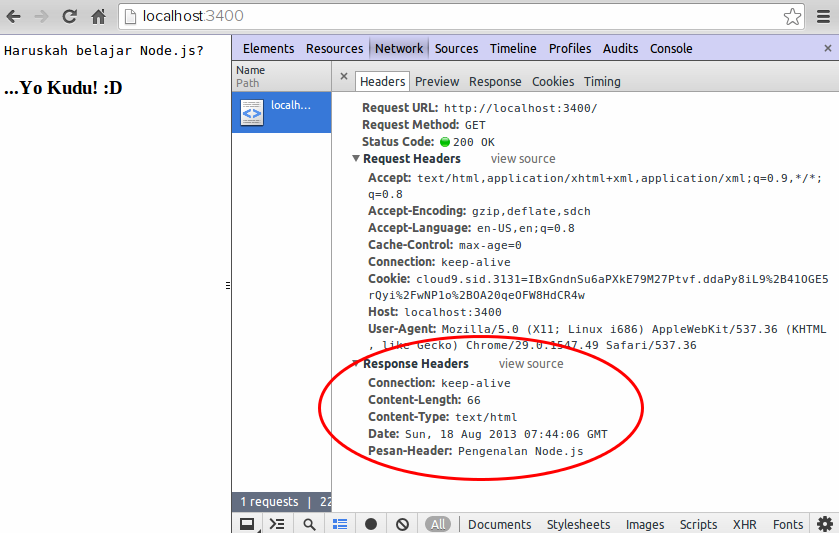 localhost:3400
Haruskah belajar Node.js?
...Yo Kudu! :D
Elements Resources Network Sources Timeline Profiles Audits Console ×
Name
Path
localh...
× Headers Preview Response Cookies Timing
Request URL: http://localhost:3400/
Request Method: GET
Status Code: 200 OK
Request Headers view source
Accept: text/html,application/xhtml+xml,application/xml;q=0.9,*/*;
q=0.8
Accept-Encoding: gzip,deflate,sdch
Accept-Language: en-US,en;q=0.8
Cache-Control: max-age=0
Connection: keep-alive
Cookie: cloud9.sid.3131=IBxGndnSu6aPXkE79M27Ptvf.ddaPy8iL9%2B41OGE5
rQyi%2FwNP1o%2BOA20qeOFW8HdCR4w
Host: localhost:3400
User-Agent: Mozilla/5.0 (X11; Linux i686) AppleWebKit/537.36 (KHTML
, like Gecko) Chrome/29.0.1547.49 Safari/537.36
Response Headers view source
Connection: keep-alive
Content-Length: 66
Content-Type: text/html
Date: Sun, 18 Aug 2013 07:44:06 GMT
Pesan-Header: Pengenalan Node.js
1 requests | 22
All Documents Stylesheets Images Scripts XHR Fonts